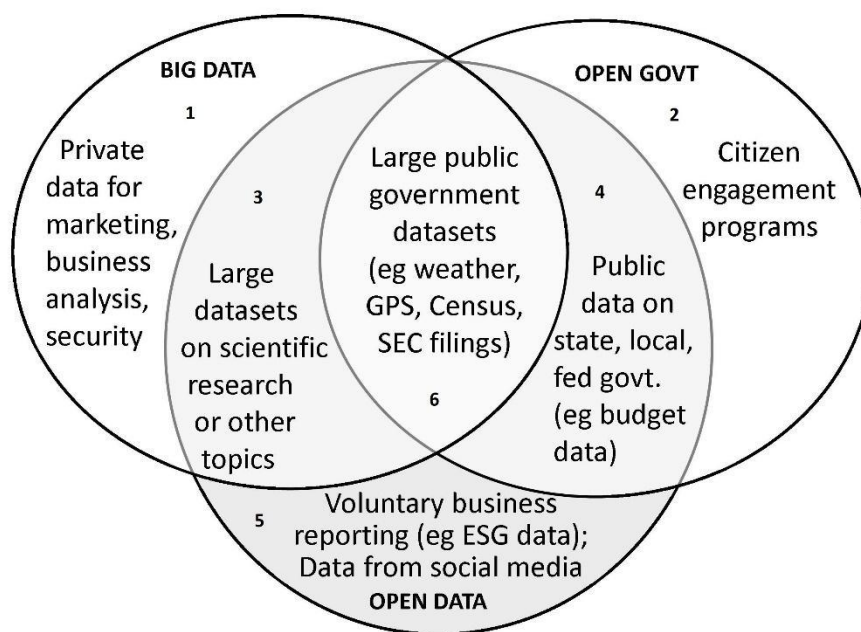 BIG DATA
1
Private
data for
marketing,
business
analysis,
security
3
Large
datasets
on scientific
research
or other
topics
Large public
government
datasets
(eg weather,
GPS, Census,
SEC filings)
6
OPEN GOVT
2
Citizen
engagement
programs
4
Public
data on
state, local,
fed govt.
(eg budget
data)
5
Voluntary business
reporting (eg ESG data);
Data from social media
OPEN DATA